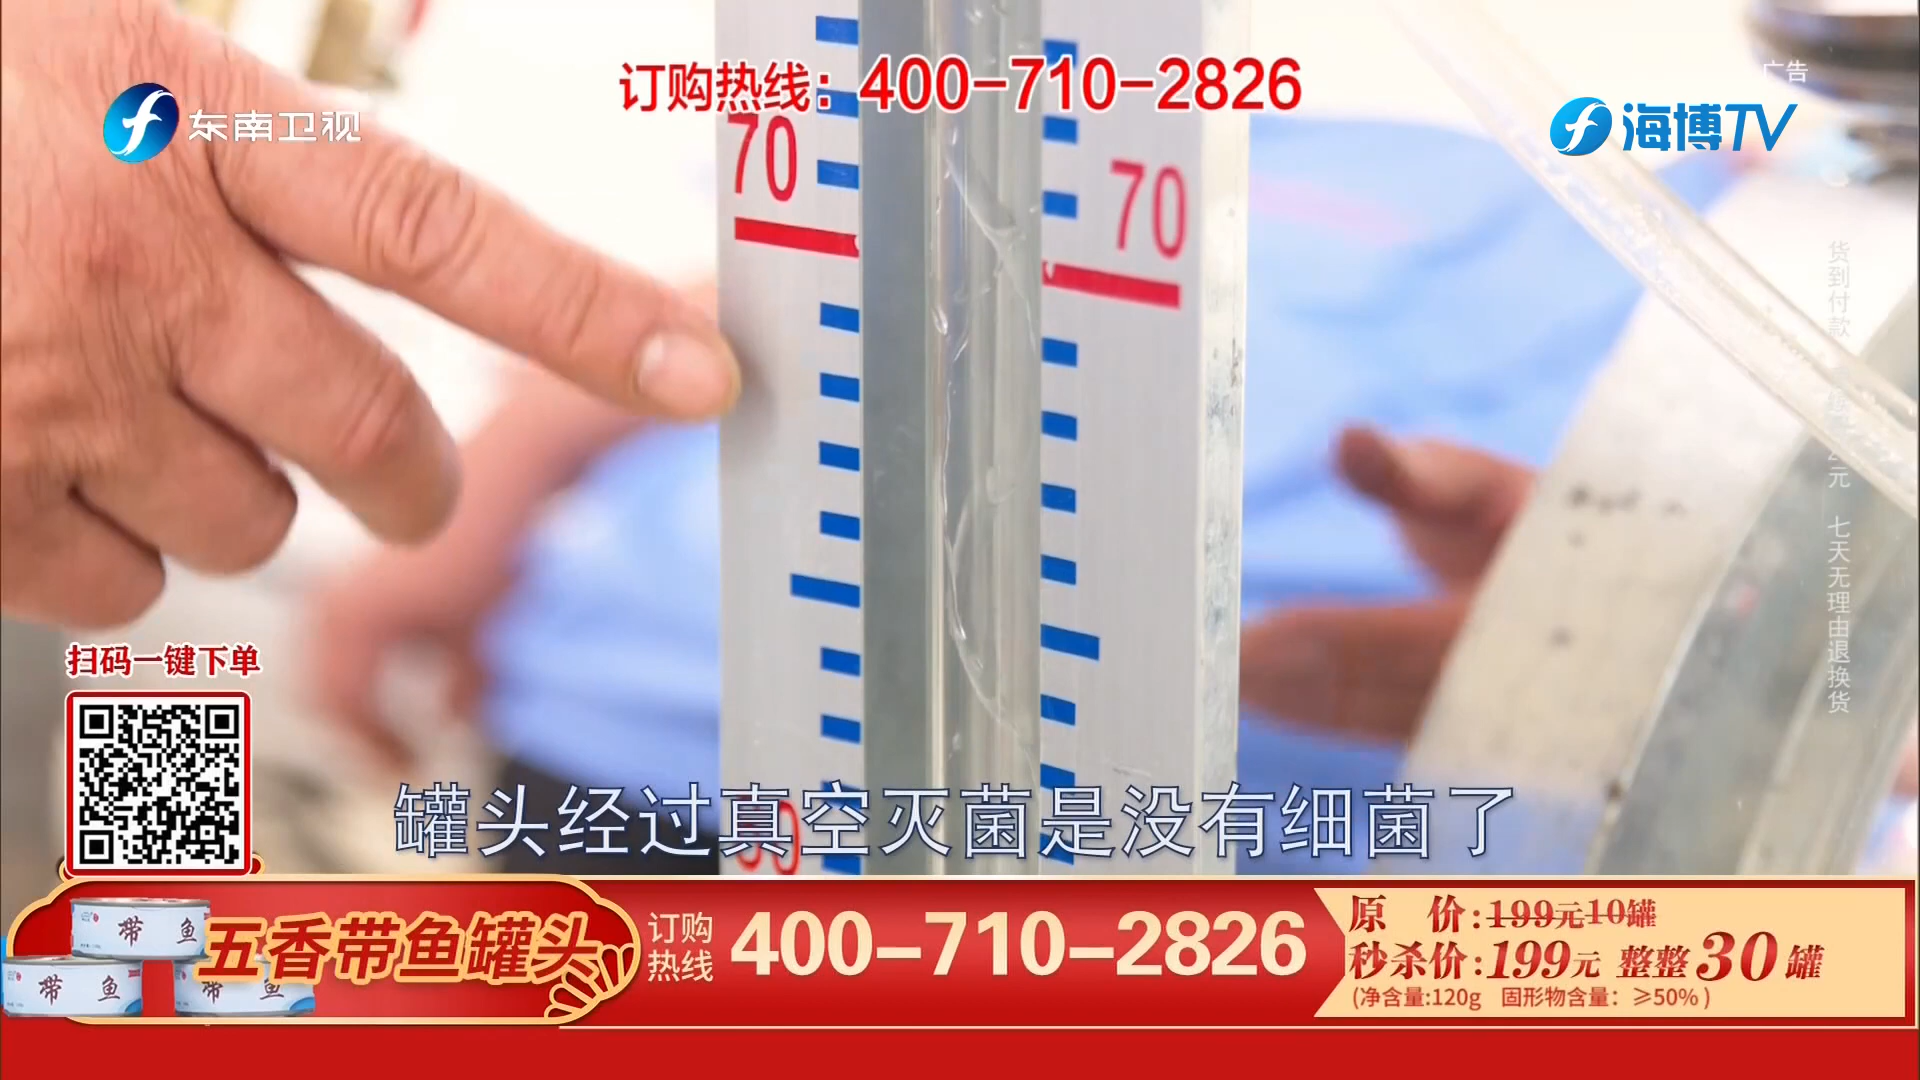 订购热线：400-710-2826
广告
东南卫视
海博TV
70
70
货到付款
元
七天无理由退换货
扫码一键下单
罐头经过真空灭菌是没有细菌了
带 鱼
带 鱼
带 鱼
五香带鱼罐头
订购
热线
400-710-2826
原 价:199元10罐
秒杀价:199元 整整30罐
(净含量:120g 固形物含量：≥50%)